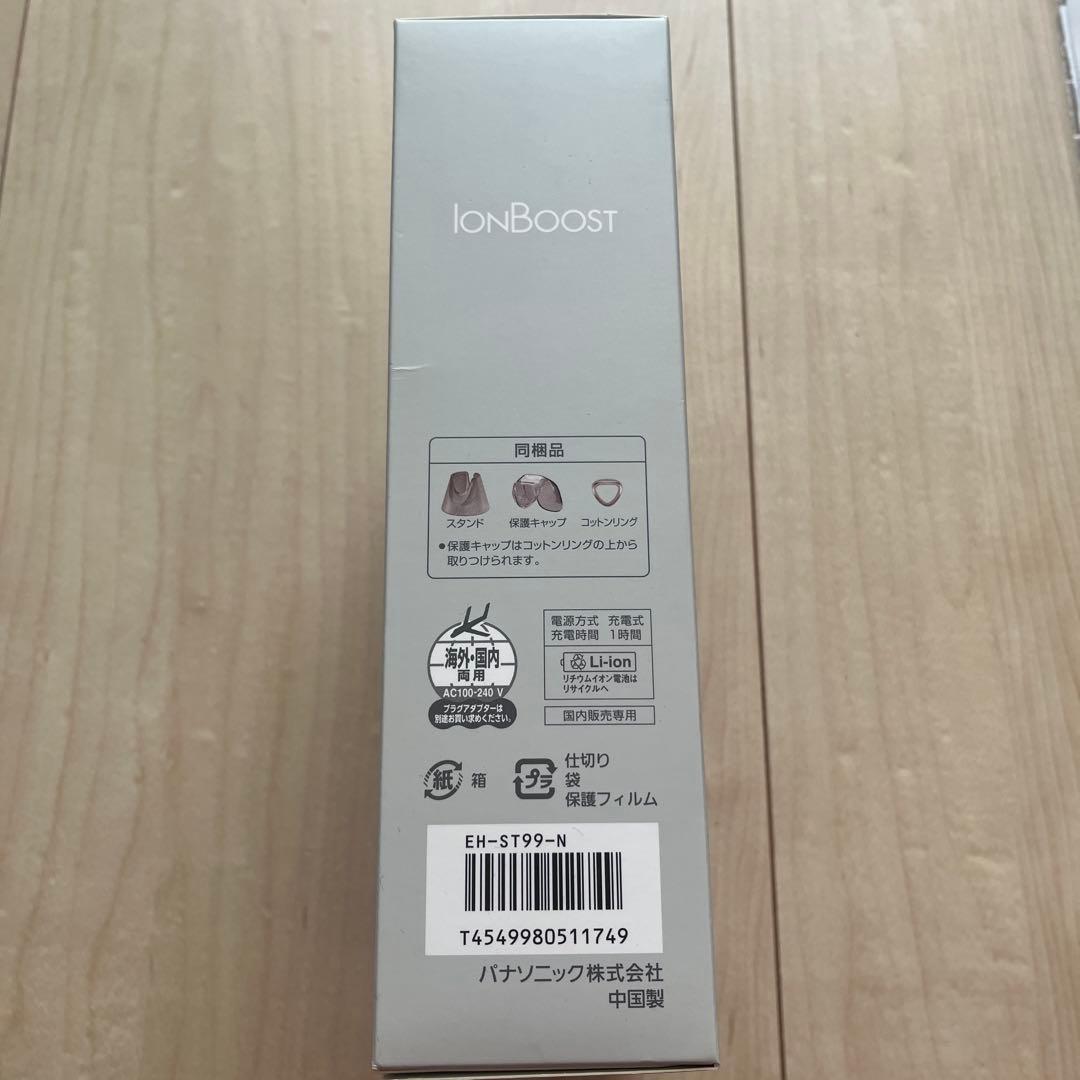 IONBOOST
同梱品
スタンド 保護キャップ コットンリング
●保護キャップはコットンリングの上から
取りつけられます。
海外・国内
両用
AC100-240 V
プラグアダプターは
別途お買い求めください。
電源方式 充電式
充電時間 1時間
Li-ion
リチウムイオン電池は
リサイクルへ
国内販売専用
紙 箱
プラ
仕切り
袋
保護フィルム
EH-ST99-N
T4549980511749
パナソニック株式会社
中国製